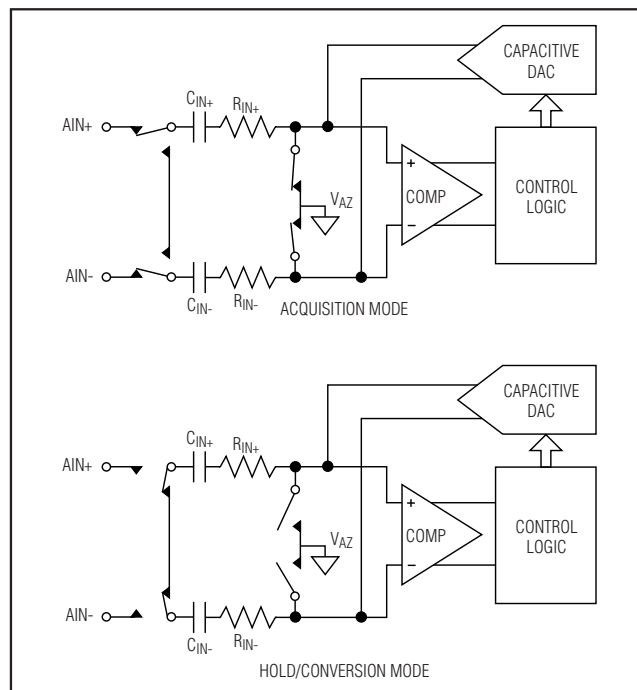 CAPACITIVE
DAC
CIN+
RIN+
AIN+
VAZ
+
COMP
−
CONTROL
LOGIC
AIN-
CIN-
RIN-
ACQUISITION MODE
CAPACITIVE
DAC
CIN+
RIN+
AIN+
VAZ
+
COMP
−
CONTROL
LOGIC
AIN-
CIN-
RIN-
HOLD/CONVERSION MODE